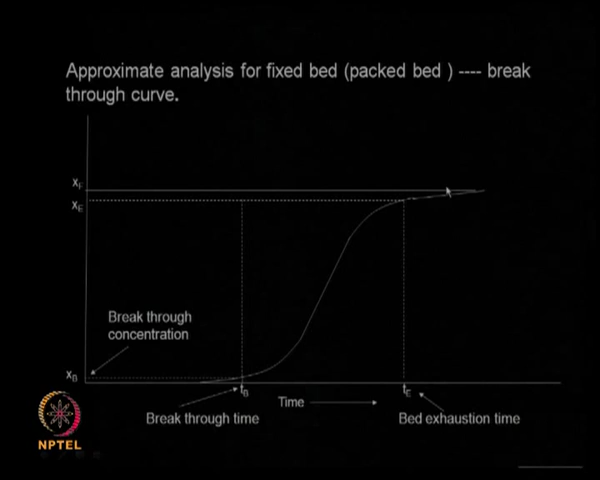 Approximate analysis for fixed bed (packed bed ) ---- break
through curve.
XF
XE
Break through
concentration
XB
tB
tE
Time
Break through time
Bed exhaustion time
NPTEL